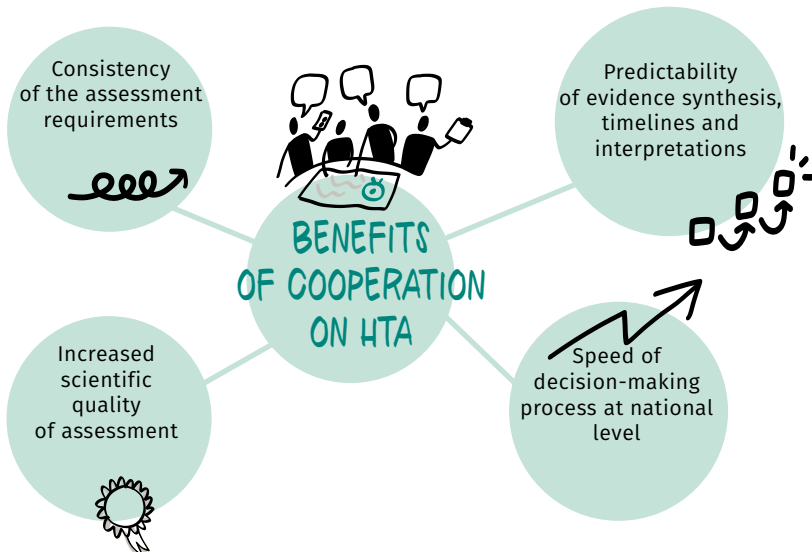 Consistency
of the assessment
requirements
Predictability
of evidence synthesis,
timelines and
interpretations
BENEFITS
OF COOPERATION
ON HTA
Increased
scientific
quality
of assessment
Speed of
decision-making
process at national
level